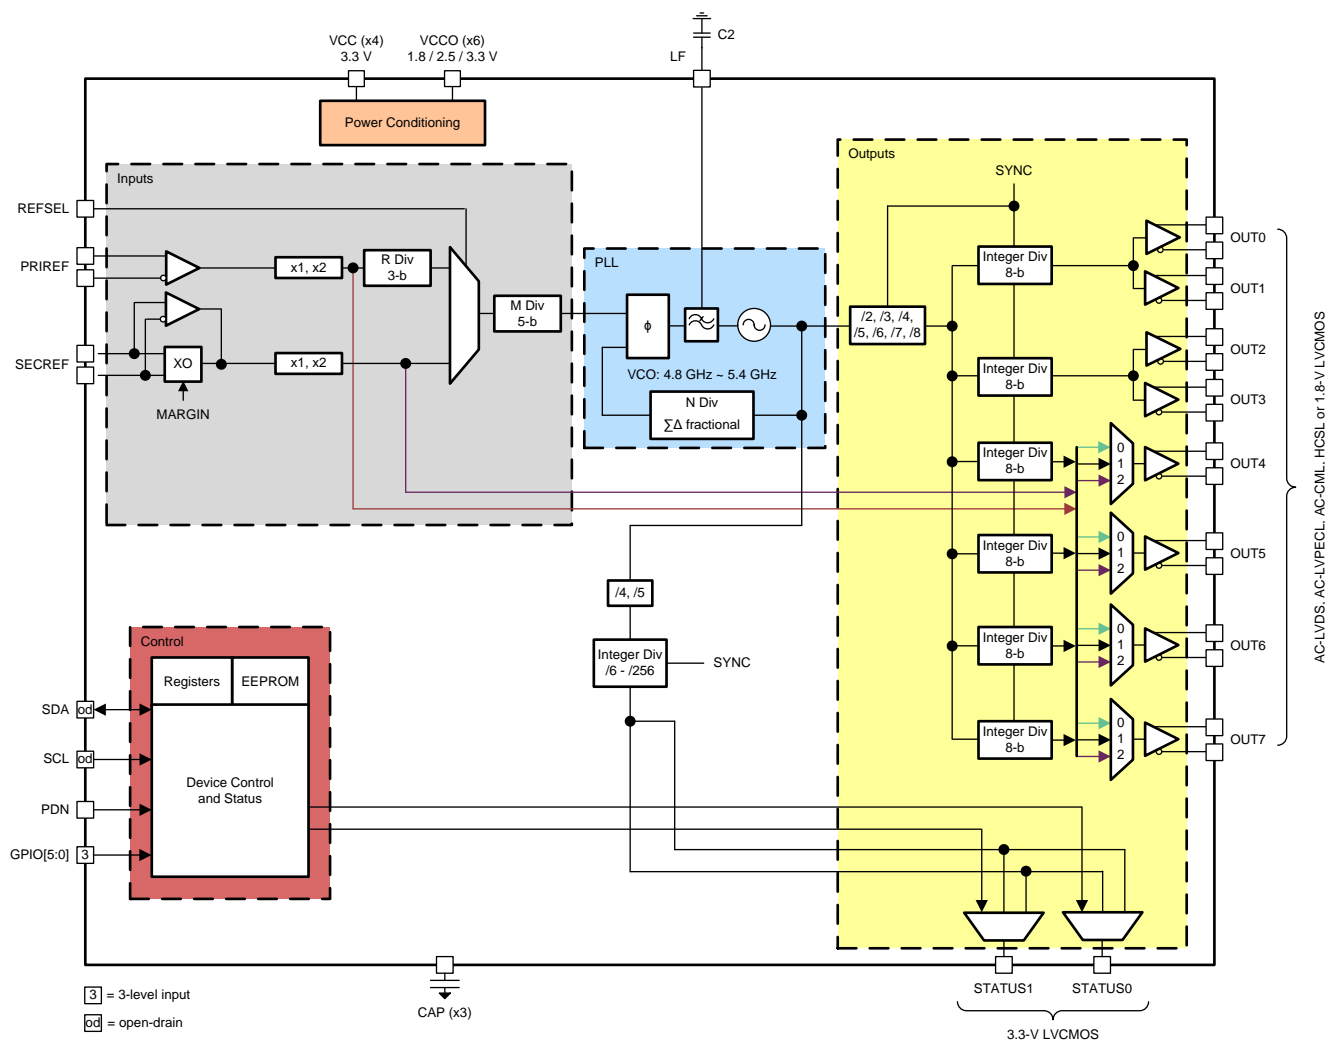 VCC (x4)
3.3 V
VCCO (x6)
1.8 / 2.5 / 3.3 V
C2
LF
Power Conditioning
Inputs
REFSEL
PRIREF
SECREF
x1, x2
R Div
3-b
M Div
5-b
XO
x1, x2
MARGIN
PLL
ϕ
VCO: 4.8 GHz ~ 5.4 GHz
N Div
∑Δ fractional
Outputs
SYNC
/2, /3, /4,
/5, /6, /7, /8
Integer Div
8-b
Integer Div
8-b
Integer Div
8-b
Integer Div
8-b
Integer Div
8-b
Integer Div
8-b
0
1
2
0
1
2
0
1
2
0
1
2
OUT0
OUT1
OUT2
OUT3
OUT4
OUT5
OUT6
OUT7
AC-LVDS, AC-LVPECL, AC-CML, HCSL or 1.8-V LVCMOS
/4, /5
Integer Div
/6 - /256
SYNC
Control
Registers
EEPROM
Device Control
and Status
SDA
od
SCL
od
PDN
GPIO[5:0]
3
STATUS1
STATUS0
3.3-V LVCMOS
CAP (x3)
3 = 3-level input
od = open-drain